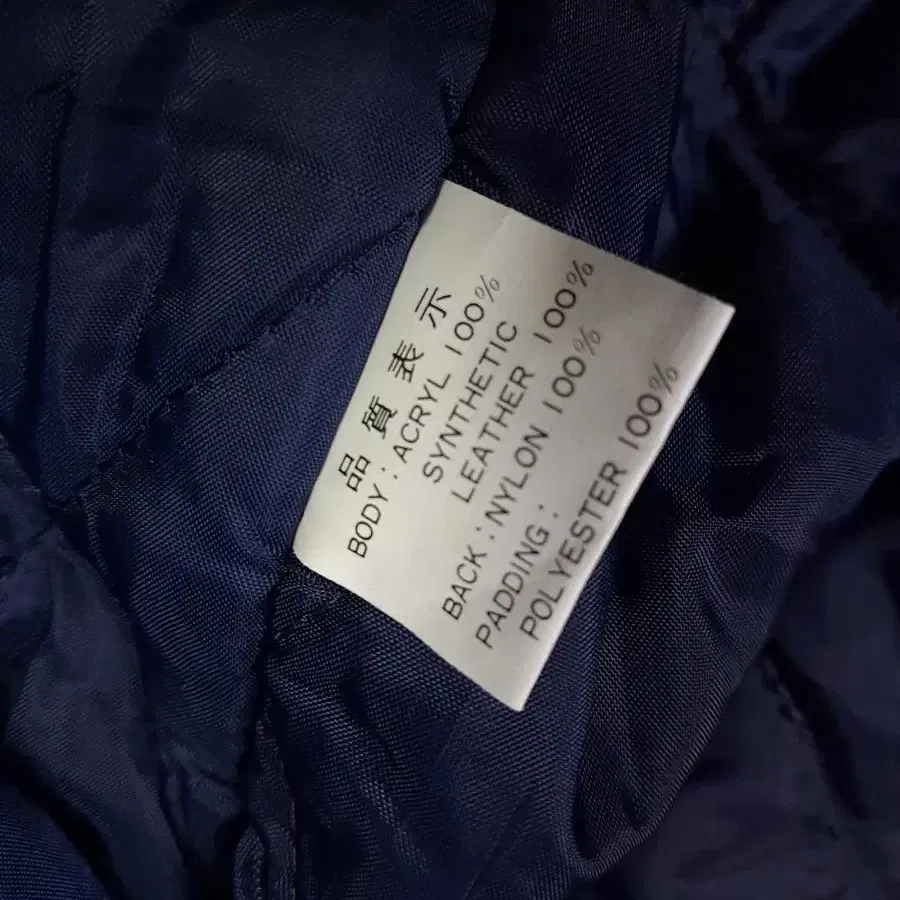 品質表示
BODY : ACRYL 100%
SYNTHETIC
LEATHER 100%
BACK : NYLON 100%
PADDING :
POLYESTER 100%